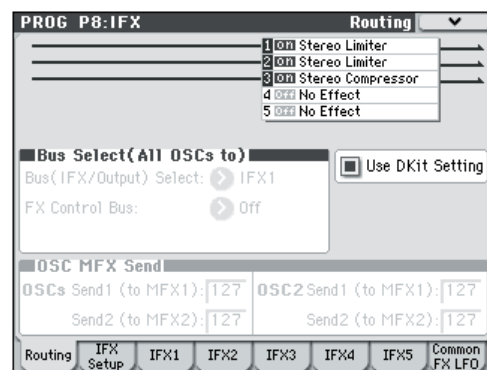 PROG P8:IFX Routing
1 On Stereo Limiter
2 On Stereo Limiter
3 On Stereo Compressor
4 Off No Effect
5 Off No Effect
Bus Select(All OSCs to)
Bus(IFX/Output) Select: IFX1
FX Control Bus: Off
Use DKit Setting
OSC MFX Send
OSCs Send1 (to MFX1): 127 OSC2 Send1 (to MFX1): 127
Send2 (to MFX2): 127 Send2 (to MFX2): 127
Routing IFX Setup IFX1 IFX2 IFX3 IFX4 IFX5 Common FX LFO